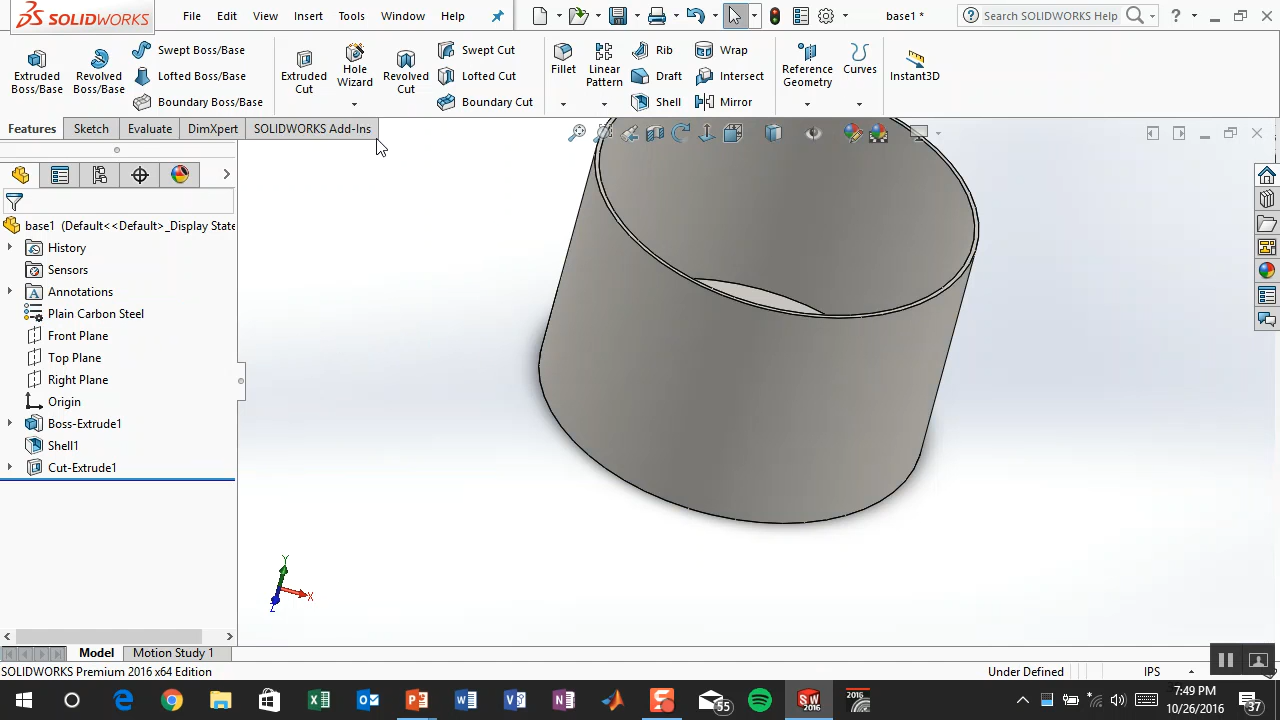 SOLIDWORKS File Edit View Insert Tools Window Help base1 * Search SOLIDWORKS Help ?
Extruded Boss/Base
Revolved Boss/Base
Swept Boss/Base
Lofted Boss/Base
Boundary Boss/Base
Extruded Cut
Hole Wizard
Revolved Cut
Swept Cut
Lofted Cut
Boundary Cut
Fillet
Linear Pattern
Rib
Draft
Shell
Wrap
Intersect
Mirror
Reference Geometry
Curves
Instant3D
Features Sketch Evaluate DimXpert SOLIDWORKS Add-Ins
base1 (Default<<Default>_Display State
History
Sensors
A Annotations
Plain Carbon Steel
Front Plane
Top Plane
Right Plane
Origin
Boss-Extrude1
Shell1
Cut-Extrude1
Y
X
Z
Model Motion Study 1
SOLIDWORKS Premium 2016 x64 Edition Under Defined IPS
55
SW 2016
2016
7:49 PM
10/26/2016
37